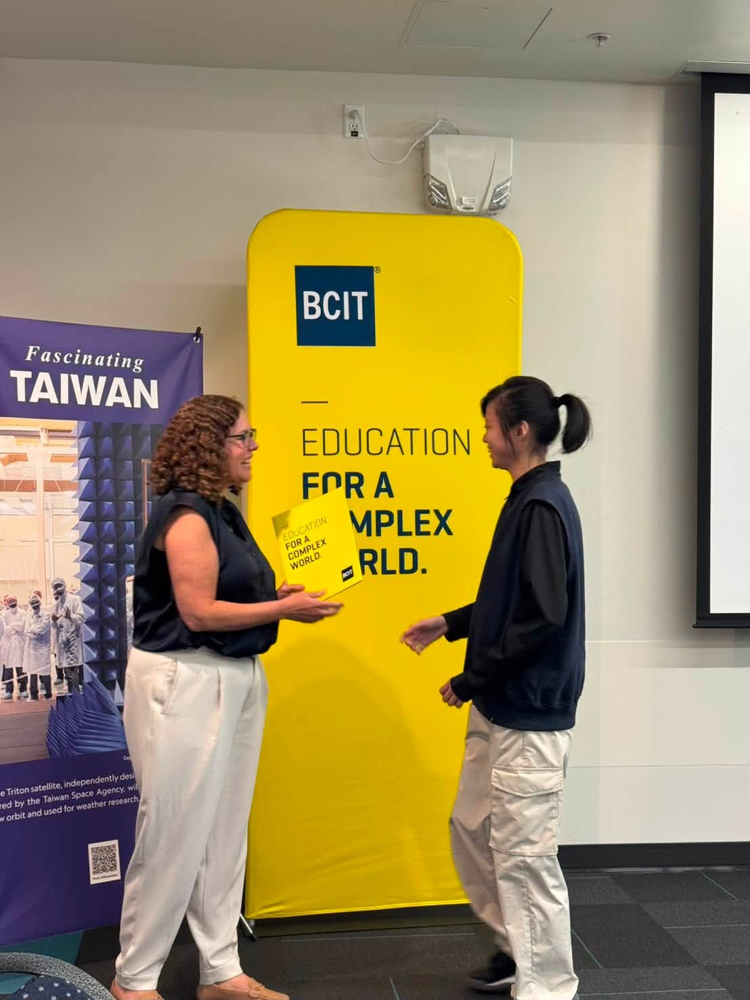 Fascinating
TAIWAN
e Triton satellite, independently desi
red by the Taiwan Space Agency, wil
w orbit and used for weather research.
BCIT®
EDUCATION
FOR A
MPLEX
RLD.
EDUCATION
FOR A
COMPLEX
WORLD.
BCIT